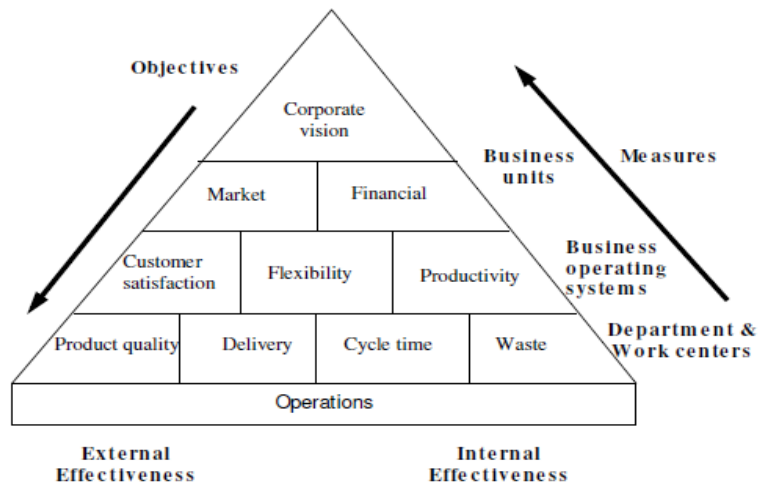 Objectives
Corporate
vision
Business
units
Measures
Market
Financial
Customer
satisfaction
Flexibility
Productivity
Business
operating
systems
Product quality
Delivery
Cycle time
Waste
Department &
Work centers
Operations
External
Effectiveness
Internal
Effectiveness